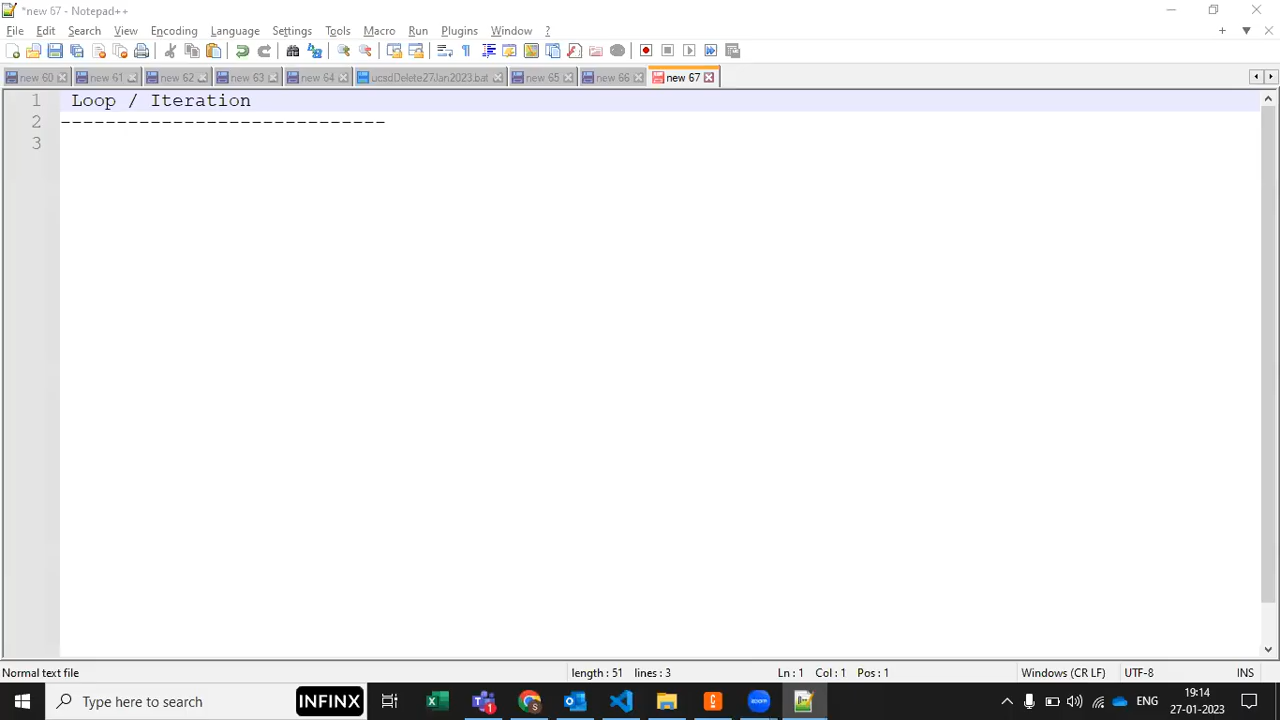 *new 67 - Notepad++
File Edit Search View Encoding Language Settings Tools Macro Run Plugins Window ?
new 60 new 61 new 62 new 63 new 64 ucsdDelete27Jan2023.bat new 65 new 66 new 67
1 Loop / Iteration
2 -----------------------------
3
Normal text file length : 51 lines : 3 Ln : 1 Col : 1 Pos : 1 Windows (CR LF) UTF-8 INS
Type here to search INFINX ENG 19:14
27-01-2023